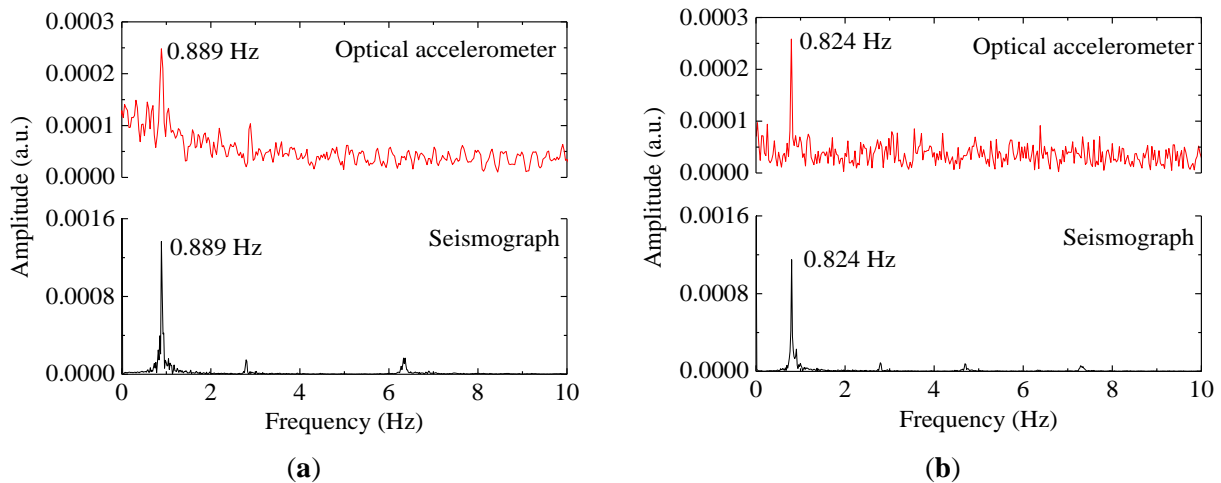 0.0003
0.889 Hz
Optical accelerometer
0.0002
0.0001
0.0000
Amplitude (a.u.)
0.0016
0.889 Hz
Seismograph
0.0008
0.0000
0 2 4 6 8 10
Frequency (Hz)
(a)
0.0003
0.824 Hz
Optical accelerometer
0.0002
0.0001
0.0000
Amplitude (a.u.)
0.0016
Seismograph
0.824 Hz
0.0008
0.0000
0 2 4 6 8 10
Frequency (Hz)
(b)